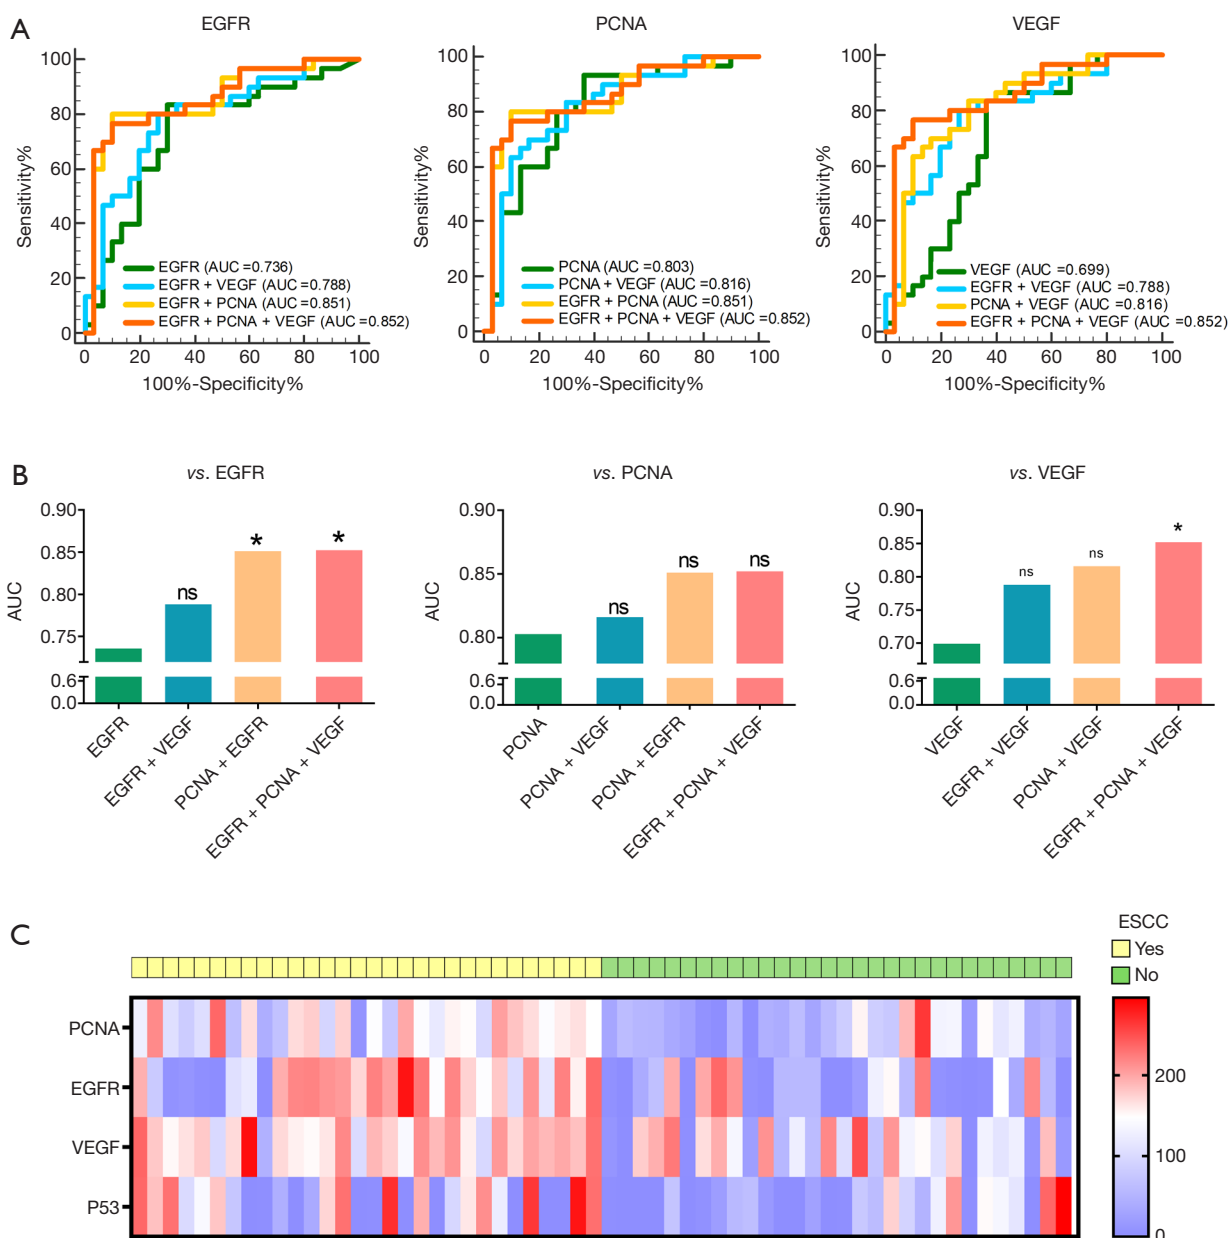 A
EGFR
PCNA
VEGF
Sensitivity%
100
80
60
40
20
0
EGFR (AUC =0.736)
EGFR + VEGF (AUC =0.788)
EGFR + PCNA (AUC =0.851)
EGFR + PCNA + VEGF (AUC =0.852)
0 20 40 60 80 100
100%-Specificity%
Sensitivity%
100
80
60
40
20
0
PCNA (AUC =0.803)
PCNA + VEGF (AUC =0.816)
EGFR + PCNA (AUC =0.851)
EGFR + PCNA + VEGF (AUC =0.852)
0 20 40 60 80 100
100%-Specificity%
Sensitivity%
100
80
60
40
20
0
VEGF (AUC =0.699)
EGFR + VEGF (AUC =0.788)
PCNA + VEGF (AUC =0.816)
EGFR + PCNA + VEGF (AUC =0.852)
0 20 40 60 80 100
100%-Specificity%
B
vs. EGFR
AUC
0.90
0.85
0.80
0.75
0.6
0.0
ns
*
*
EGFR
EGFR + VEGF
PCNA + EGFR
EGFR + PCNA + VEGF
vs. PCNA
AUC
0.90
0.85
0.80
0.6
0.0
ns
ns
ns
PCNA
PCNA + VEGF
PCNA + EGFR
EGFR + PCNA + VEGF
vs. VEGF
AUC
0.90
0.85
0.80
0.75
0.70
0.6
0.0
ns
ns
*
VEGF
EGFR + VEGF
PCNA + VEGF
EGFR + PCNA + VEGF
C
ESCC
Yes
No
PCNA
EGFR
VEGF
P53
200
100
0